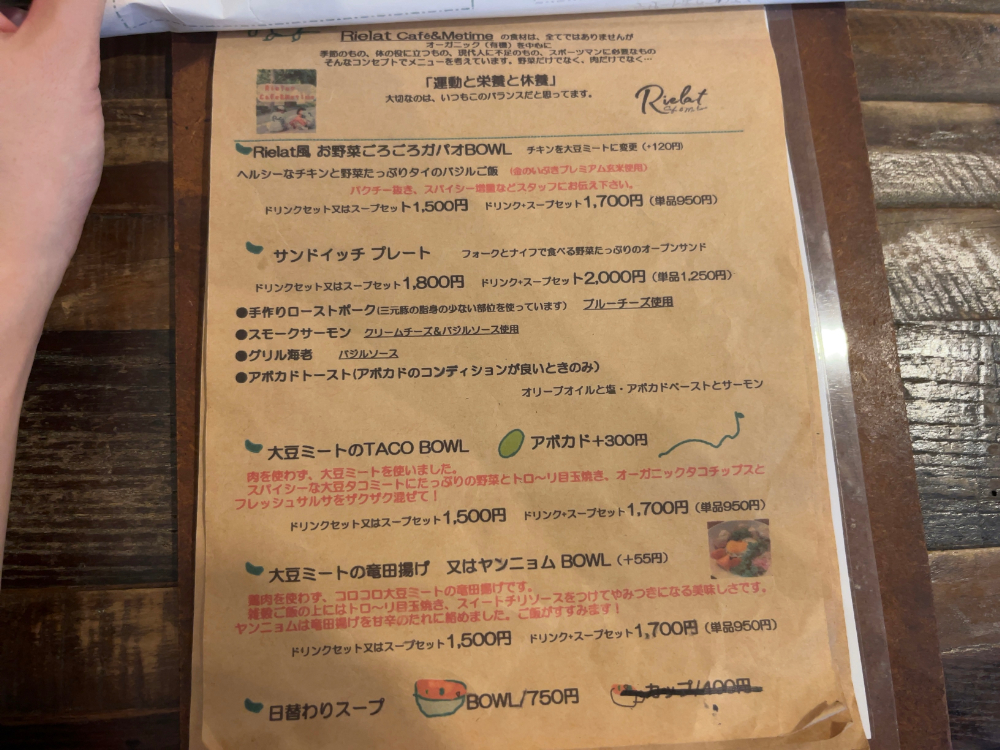 Rielat Cafè&Metime の食材は、全てではありませんが
オーガニック（有機）を中心に
季節のもの、体の役に立つもの、現代人に不足のもの、スポーツマンに必要なもの
そんなコンセプトでメニューを考えています。野菜だけでなく、肉だけでなく…
「運動と栄養と休養」
大切なのは、いつもこのバランスだと思ってます。
Rielat
Rielat風 お野菜ごろごろガパオBOWL チキンを大豆ミートに変更（+120円）
ヘルシーなチキンと野菜たっぷりタイのバジルご飯 （金のいぶきプレミアム玄米使用）
パクチー抜き、スパイシー増量などスタッフにお伝え下さい。
ドリンクセット又はスープセット1,500円 ドリンク+スープセット1,700円（単品950円）
サンドイッチ プレート フォークとナイフで食べる野菜たっぷりのオープンサンド
ドリンクセット又はスープセット1,800円 ドリンク・スープセット2,000円（単品1,250円）
●手作りローストポーク（三元豚の脂身の少ない部位を使っています） ブルーチーズ使用
●スモークサーモン クリームチーズ&バジルソース使用
●グリル海老 バジルソース
●アボカドトースト（アボカドのコンディションが良いときのみ）
オリーブオイルと塩・アボカドペーストとサーモン
大豆ミートのTACO BOWL アボカド＋300円
肉を使わず、大豆ミートを使いました。
スパイシーな大豆タコミートにたっぷりの野菜とトロ〜リ目玉焼き、オーガニックタコチップスと
フレッシュサルサをザクザク混ぜて！
ドリンクセット又はスープセット1,500円 ドリンク+スープセット1,700円（単品950円）
大豆ミートの竜田揚げ 又はヤンニョム BOWL（+55円）
鶏肉を使わず、コロコロ大豆ミートの竜田揚げです。
雑穀ご飯の上にはトロ〜リ目玉焼き、スイートチリソースをつけてやみつきになる美味しさです。
ヤンニョムは竜田揚げを甘辛のたれに絡めました。ご飯がすすみます！
ドリンクセット又はスープセット1,500円 ドリンク+スープセット1,700円（単品950円）
日替わりスープ BOWL/750円 カップ/400円